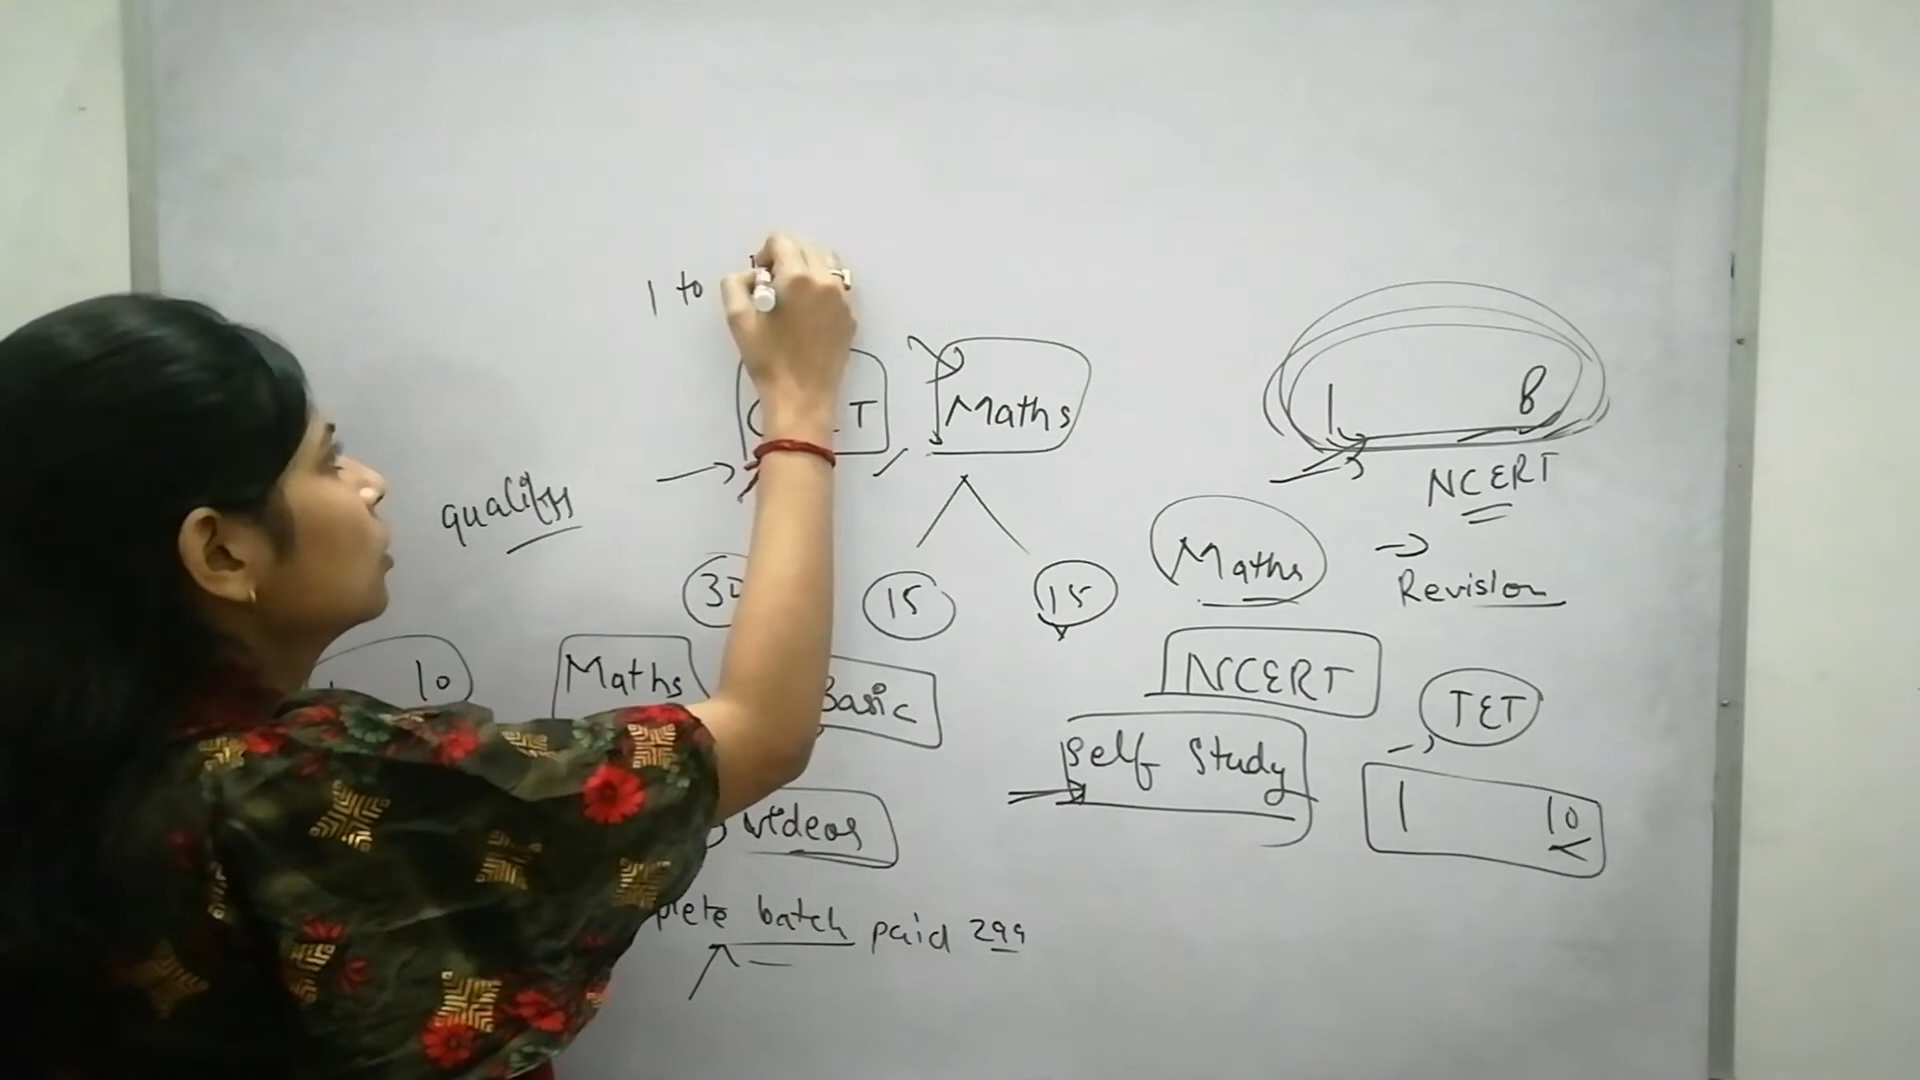 1 to
T Maths
1 8
NCERT
qualify
Maths
Revision
30 15 15
10 Maths Basic NCERT
TET
Self Study
1 10
videos
plete batch paid 299